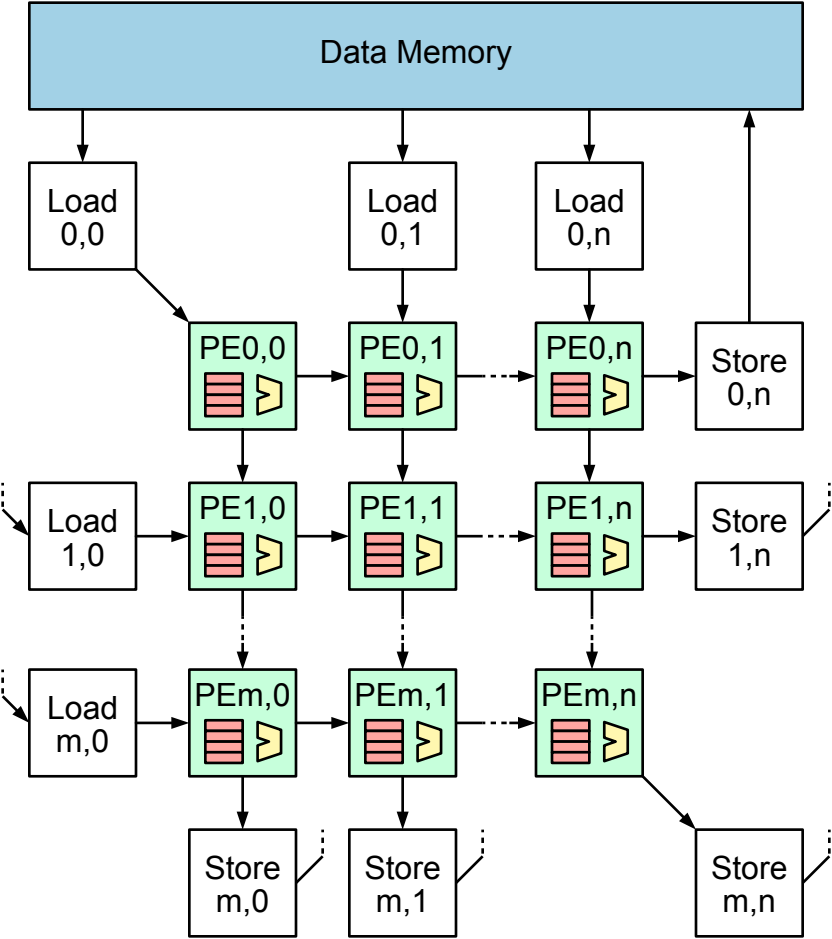 Data Memory
Load
0,0
Load
0,1
Load
0,n
PE0,0
PE0,1
PE0,n
Store
0,n
PE1,0
PE1,1
PE1,n
Load
1,0
Store
1,n
PEm,0
PEm,1
PEm,n
Load
m,0
Store
m,0
Store
m,1
Store
m,n